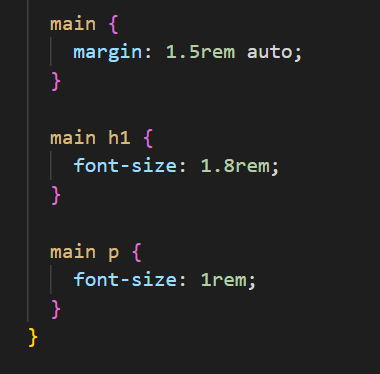 main {
margin: 1.5rem auto;
}
main h1 {
font-size: 1.8rem;
}
main p {
font-size: 1rem;
}
}